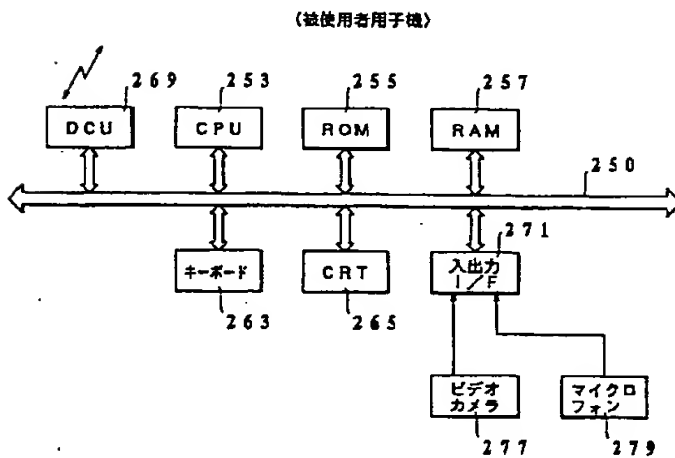 〈被使用者用子機〉
269
253
255
257
DCU
CPU
ROM
RAM
250
271
キーボード
CRT
入出力
I/F
263
265
ビデオ
カメラ
マイクロ
フォン
277
279